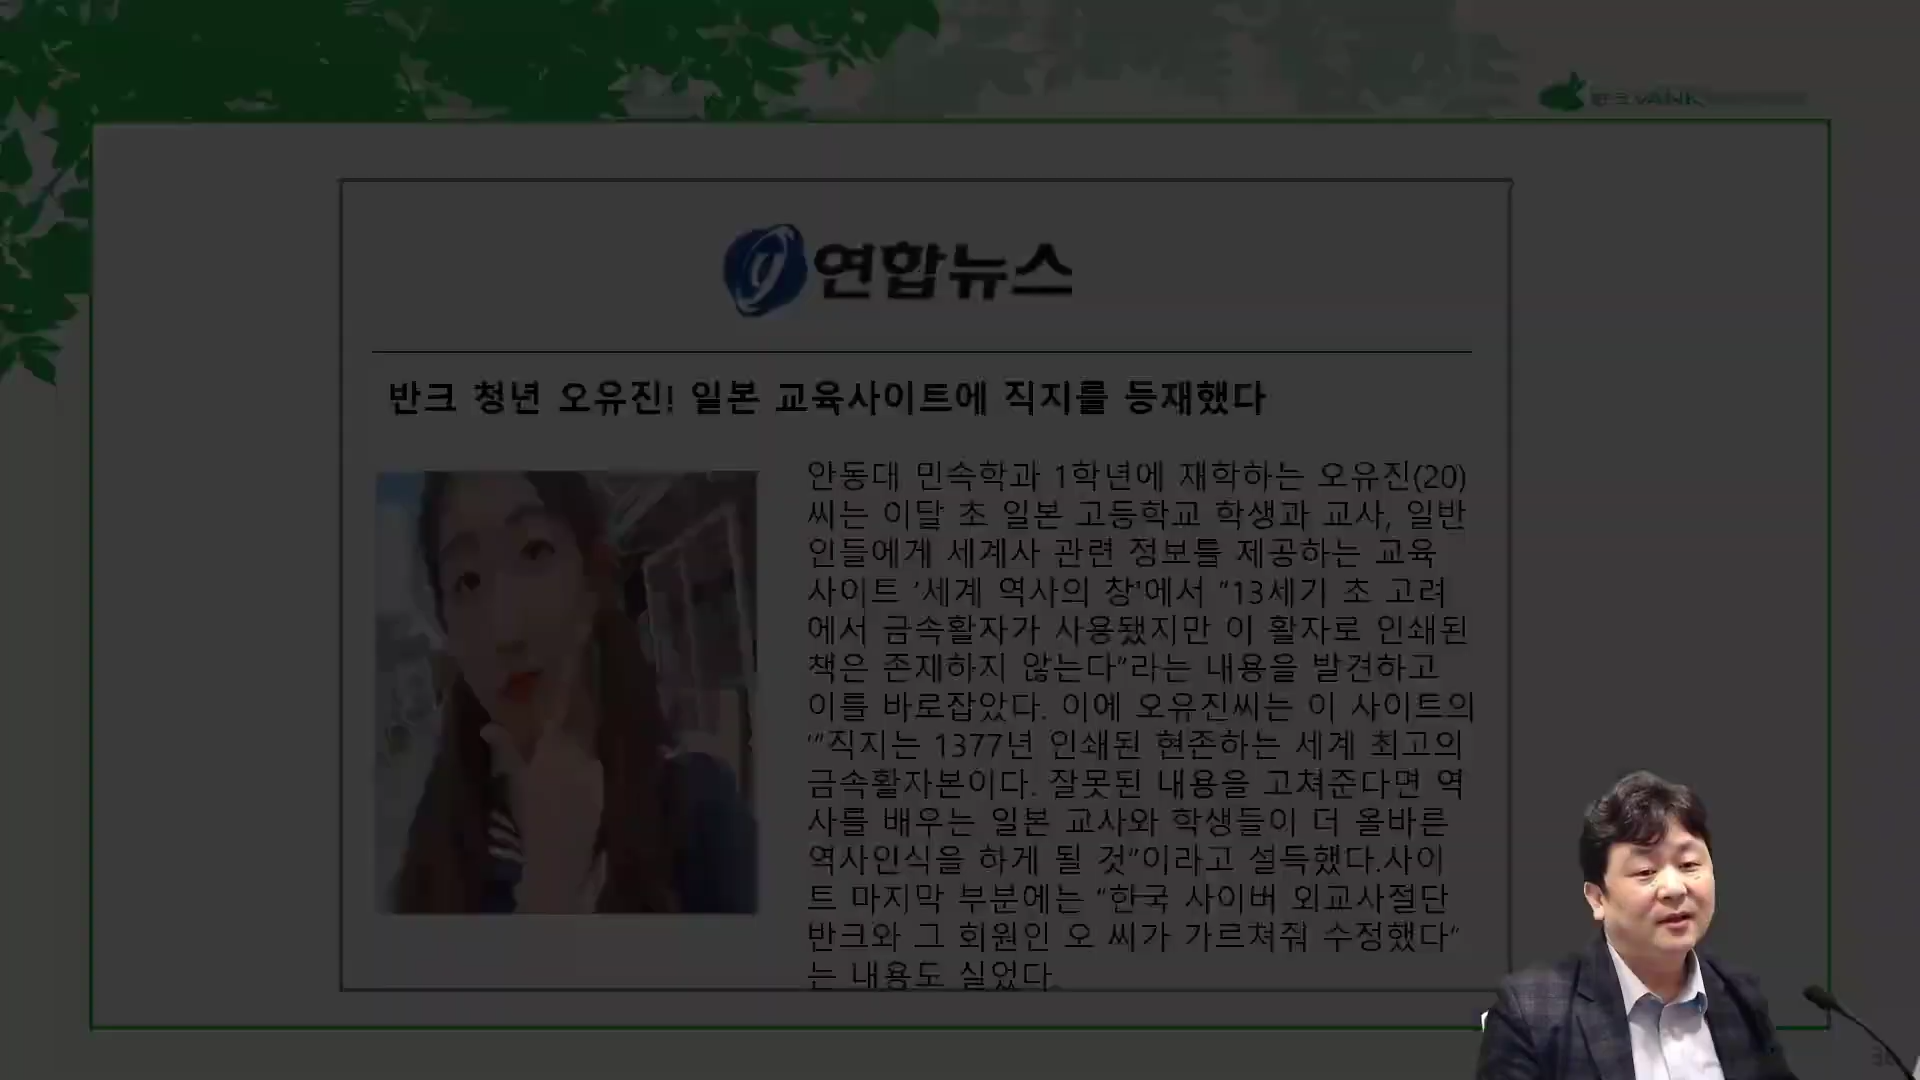 반크 VANK
연합뉴스
반크 청년 오유진! 일본 교육사이트에 직지를 등재했다
안동대 민속학과 1학년에 재학하는 오유진(20)
씨는 이달 초 일본 고등학교 학생과 교사, 일반
인들에게 세계사 관련 정보를 제공하는 교육
사이트 '세계 역사의 창'에서 "13세기 초 고려
에서 금속활자가 사용됐지만 이 활자로 인쇄된
책은 존재하지 않는다"라는 내용을 발견하고
이를 바로잡았다. 이에 오유진씨는 이 사이트의
'"직지는 1377년 인쇄된 현존하는 세계 최고의
금속활자본이다. 잘못된 내용을 고쳐준다면 역
사를 배우는 일본 교사와 학생들이 더 올바른
역사인식을 하게 될 것"이라고 설득했다.사이
트 마지막 부분에는 "한국 사이버 외교사절단
반크와 그 회원인 오 씨가 가르쳐줘 수정했다"
는 내용도 실었다.